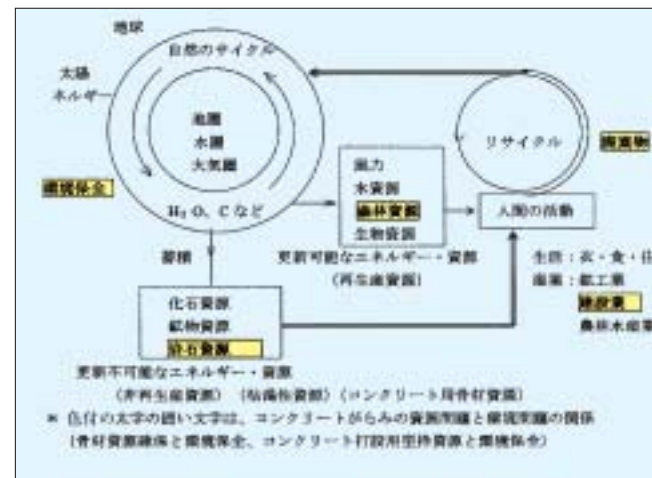 地球
自然のサイクル
太陽
ネルギー
地圏
水圏
大気圏
リサイクル
廃棄物
環境保全
H₂O、Cなど
風力
水資源
森林資源
生物資源
人間の活動
蓄積
更新可能なエネルギー・資源
(再生産資源)
生活:衣・食・住
産業:鉱工業
建設業
農林水産業
化石資源
鉱物資源
岩石資源
更新不可能なエネルギー・資源
(非再生産資源)(枯渇性資源)(コンクリート用骨材資源)
※ 色付の太字の囲い文字は、コンクリートがらみの資源問題と環境問題の関係
(骨材資源確保と環境保全、コンクリート打設用型枠資源と環境保全)